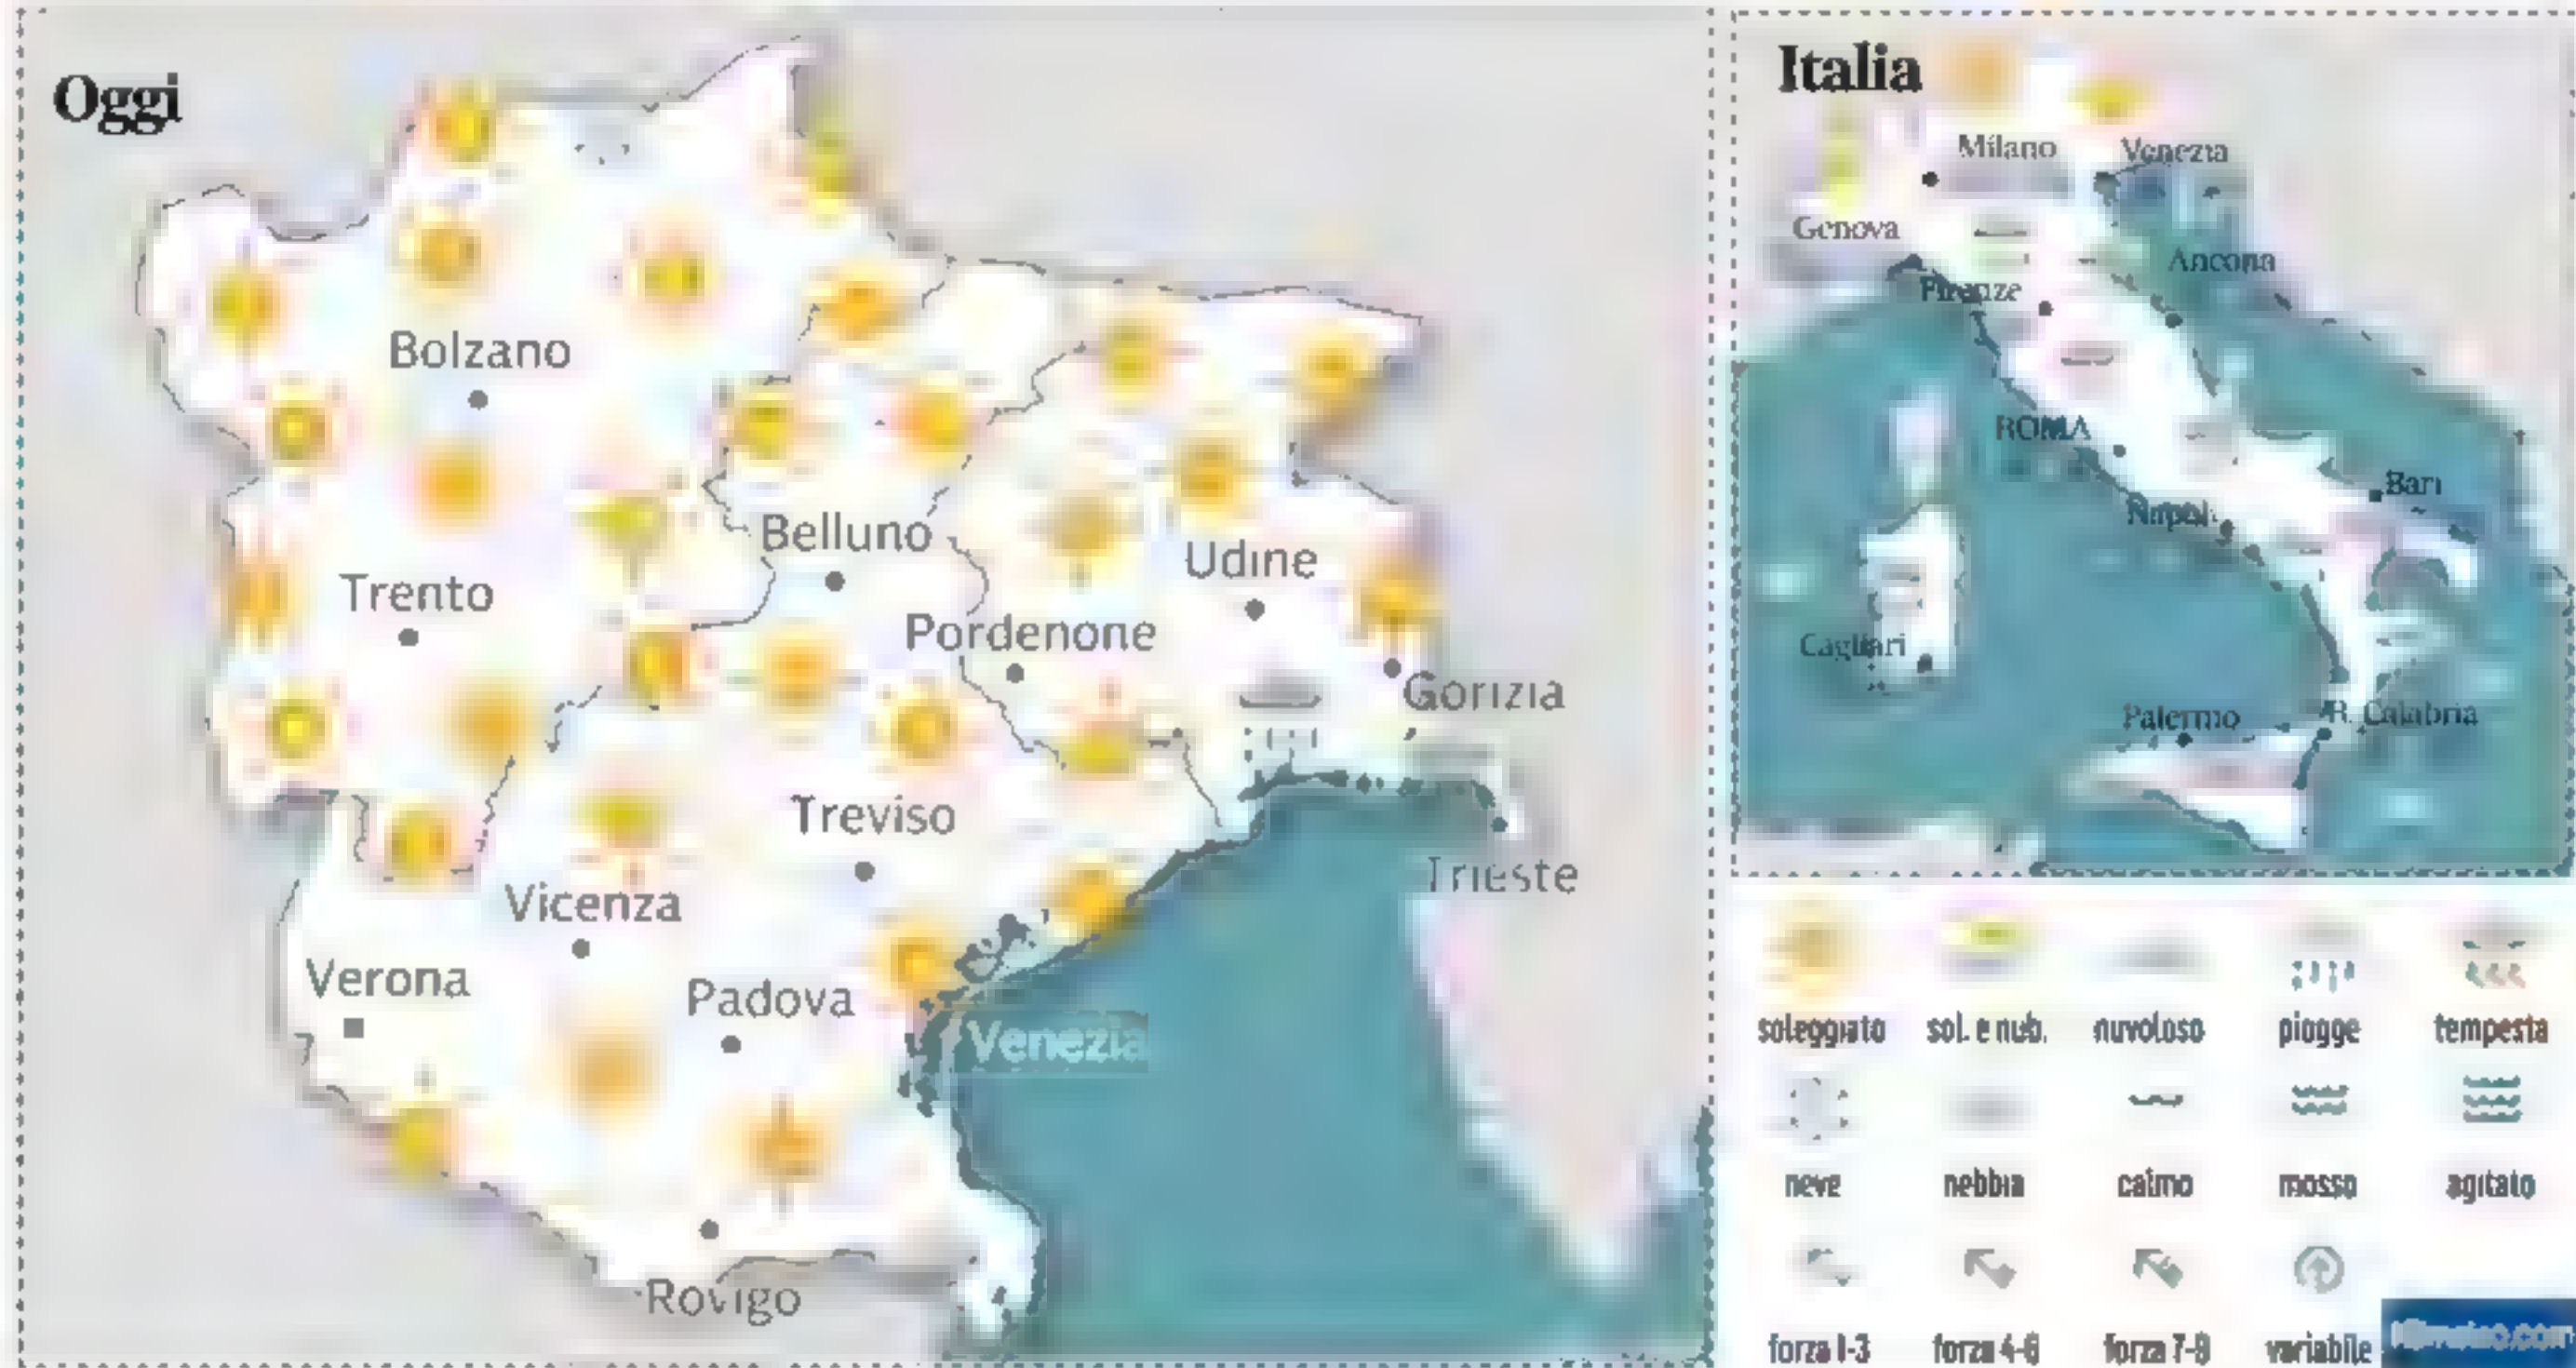 Oggi
Bolzano
Trento
Belluno
Udine
Pordenone
Gorizia
Treviso
Trieste
Vicenza
Verona
Padova
Venezia
Rovigo
Italia
Milano
Venezia
Genova
Ancona
Firenze
ROMA
Bari
Napoli
Cagliari
Palermo
R. Calabria
soleggiato sol. e nub. nuvoloso piogge tempesta
neve nebbia calmo mosso agitato
forza 1-3 forza 4-6 forza 7-9 variabile